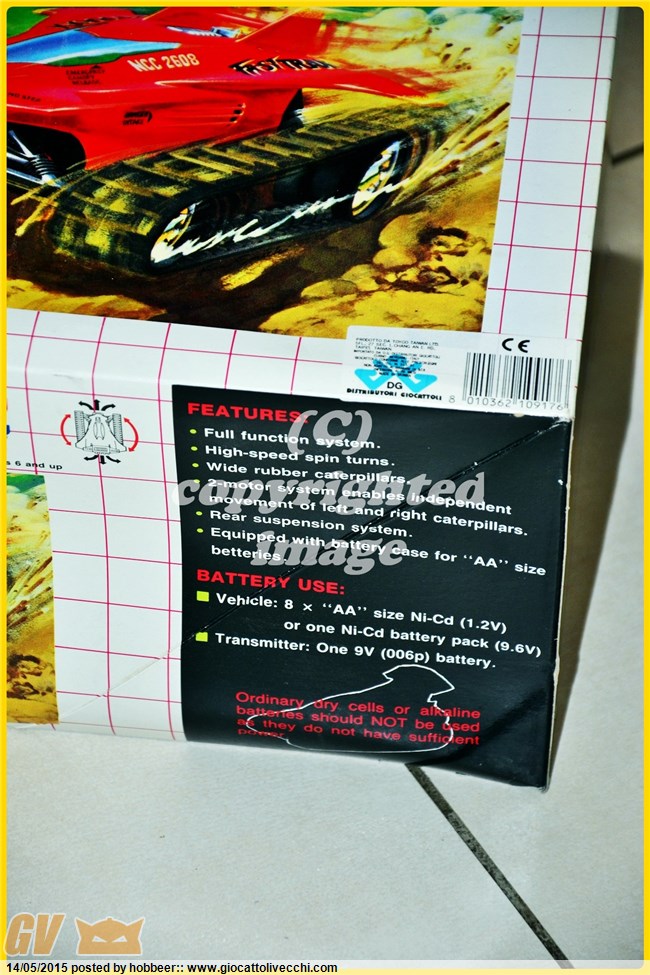 NCC 2608
CE
DG
DISTRIBUTORI GIOCATTOLI
8 010362 109176
s 6 and up
FEATURES:
• Full function system.
• High-speed spin turns.
• Wide rubber caterpillars.
• 2-motor system enables independent
movement of left and right caterpillars.
• Rear suspension system.
• Equipped with battery case for "AA" size
betteries.
BATTERY USE:
Vehicle: 8 × "AA" size Ni-Cd (1.2V)
or one Ni-Cd battery pack (9.6V)
Transmitter: One 9V (006p) battery.
Ordinary dry cells or alkaline
batteries should NOT be used
as they do not have sufficient
power.
(C)
copyrighted
image
GV
14/05/2015 posted by hobbeer:: www.giocattolivecchi.com